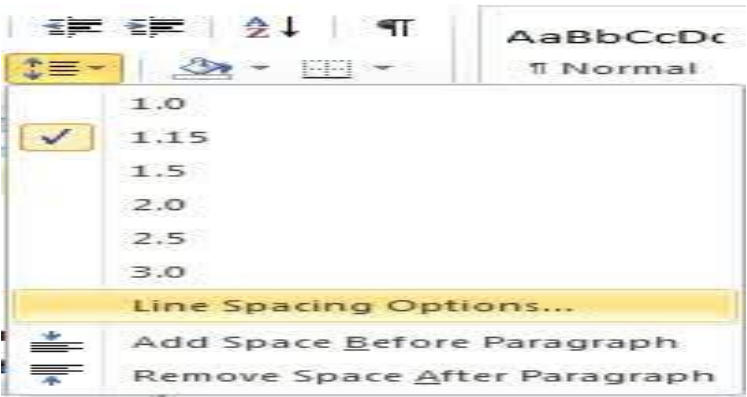 AaBbCcDc
¶ Normal
1.0
1.15
1.5
2.0
2.5
3.0
Line Spacing Options...
Add Space Before Paragraph
Remove Space After Paragraph